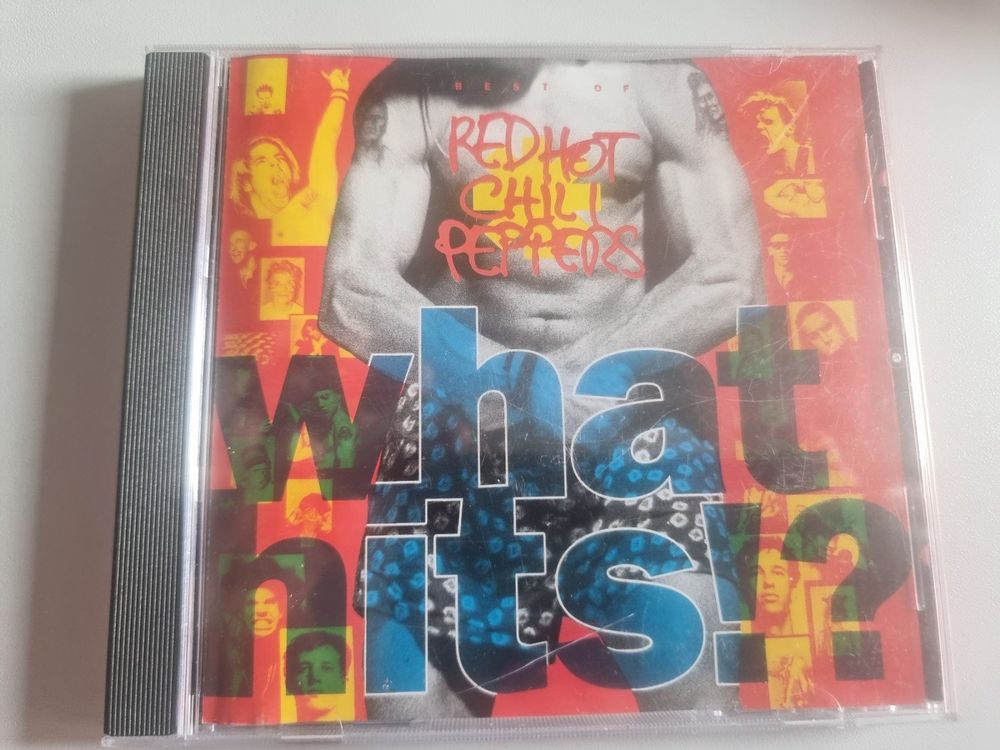 BEST OF
RED HOT
CHILI
PEPPERS
what
hits!?